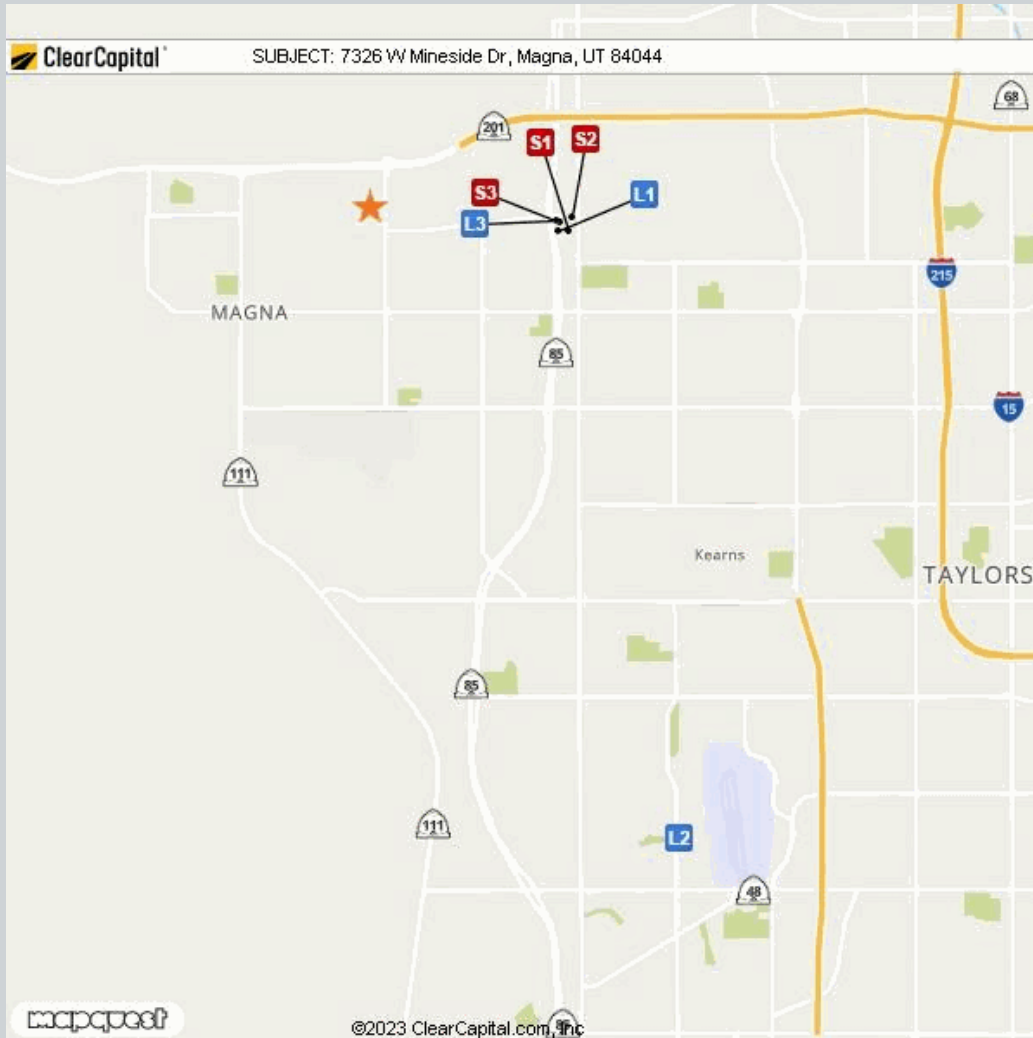 ClearCapital
SUBJECT: 7326 W Mineside Dr, Magna, UT 84044
68
201
S1
S2
S3
L1
L3
215
MAGNA
85
15
111
Kearns
TAYLORS
85
111
L2
48
85
mapquest
©2023 ClearCapital.com, Inc